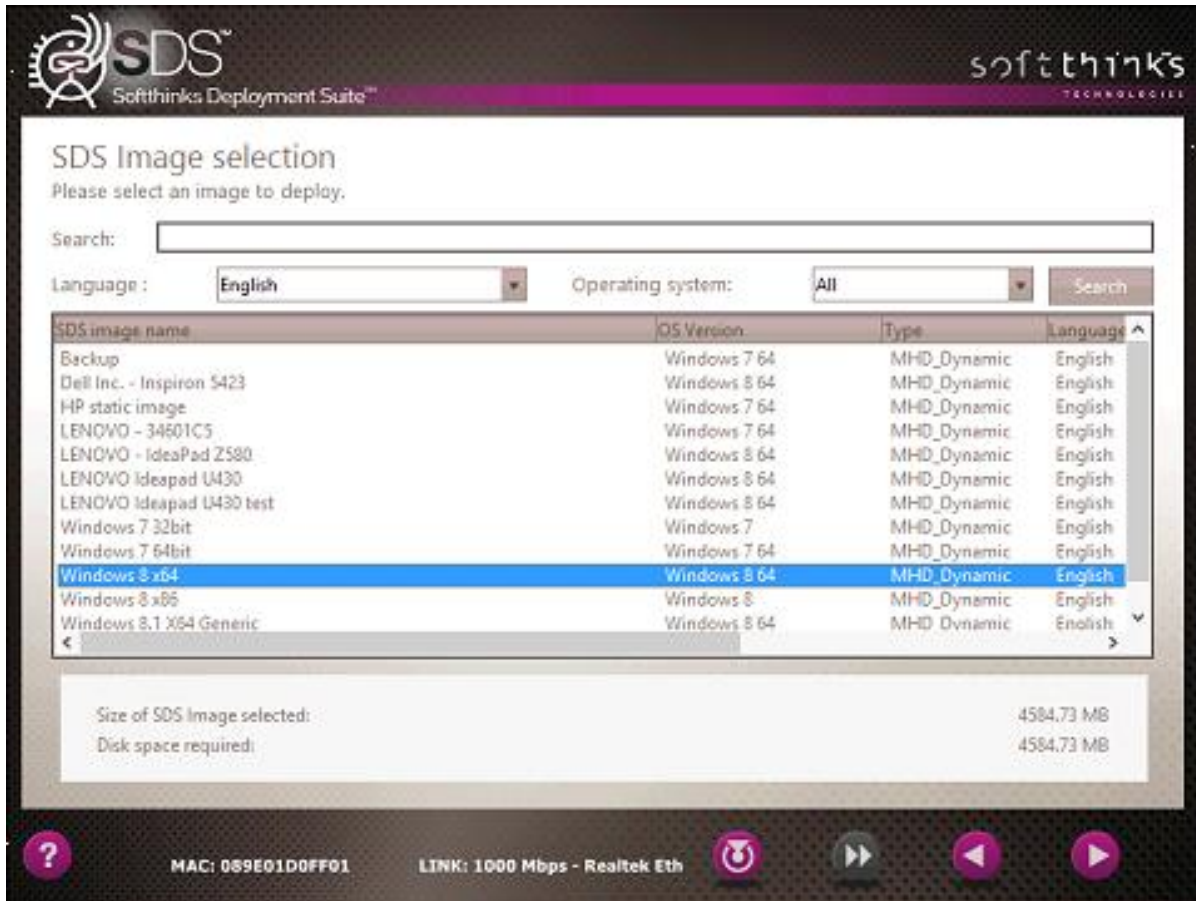 SDS™
Softthinks Deployment Suite™
softthinks
TECHNOLOGIES
SDS Image selection
Please select an image to deploy.
Search:
Language : English Operating system: All Search
SDS image name OS Version Type Language
Backup Windows 7 64 MHD_Dynamic English
Dell Inc. - Inspiron 5423 Windows 8 64 MHD_Dynamic English
HP static image Windows 7 64 MHD_Dynamic English
LENOVO - 34601C5 Windows 7 64 MHD_Dynamic English
LENOVO - IdeaPad Z580 Windows 8 64 MHD_Dynamic English
LENOVO Ideapad U430 Windows 8 64 MHD_Dynamic English
LENOVO Ideapad U430 test Windows 8 64 MHD_Dynamic English
Windows 7 32bit Windows 7 MHD_Dynamic English
Windows 7 64bit Windows 7 64 MHD_Dynamic English
Windows 8 x64 Windows 8 64 MHD_Dynamic English
Windows 8 x86 Windows 8 MHD_Dynamic English
Windows 8.1 X64 Generic Windows 8 64 MHD_Dynamic English
Size of SDS Image selected: 4584.73 MB
Disk space required: 4584.73 MB
? MAC: 089E01D0FF01 LINK: 1000 Mbps - Realtek Eth